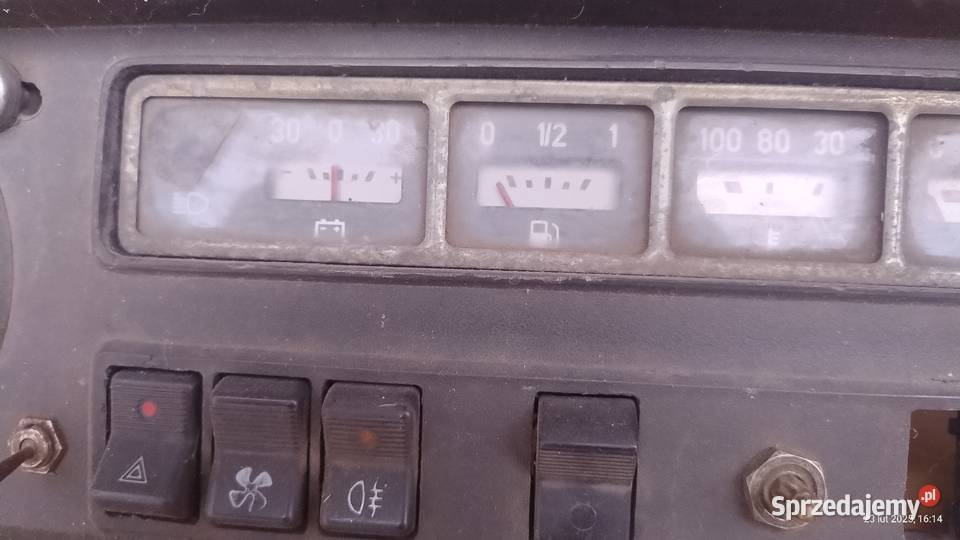 30 0 30
- +
0 1/2 1
100 80 30
Sprzedajemy.pl
23 lut 2025, 16:14